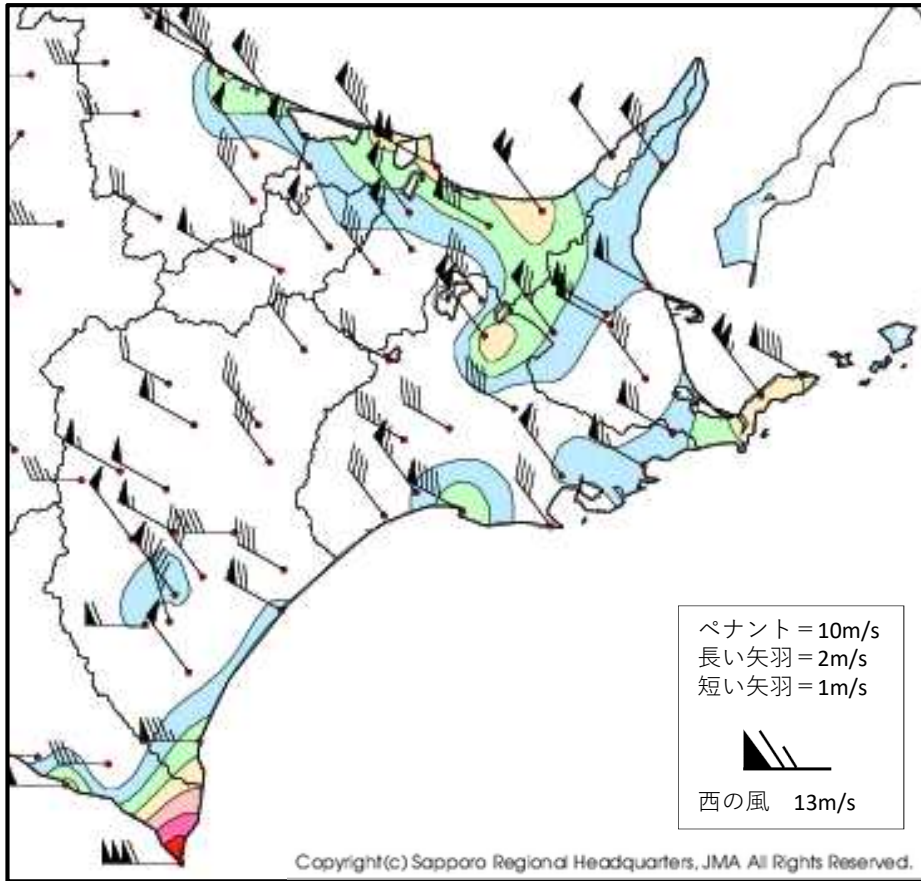 ペナント＝10m/s
長い矢羽＝2m/s
短い矢羽＝1m/s
西の風　13m/s
Copyright(c) Sapporo Regional Headquarters, JMA All Rights Reserved.